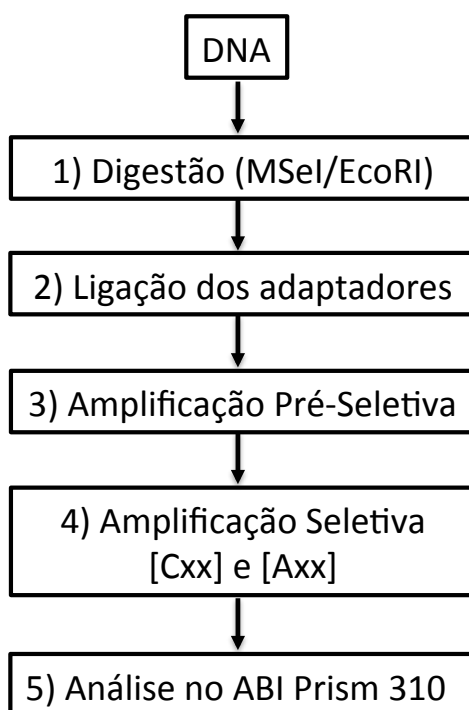 DNA
1) Digestão (MSeI/EcoRI)
2) Ligação dos adaptadores
3) Amplificação Pré-Seletiva
4) Amplificação Seletiva
[Cxx] e [Axx]
5) Análise no ABI Prism 310